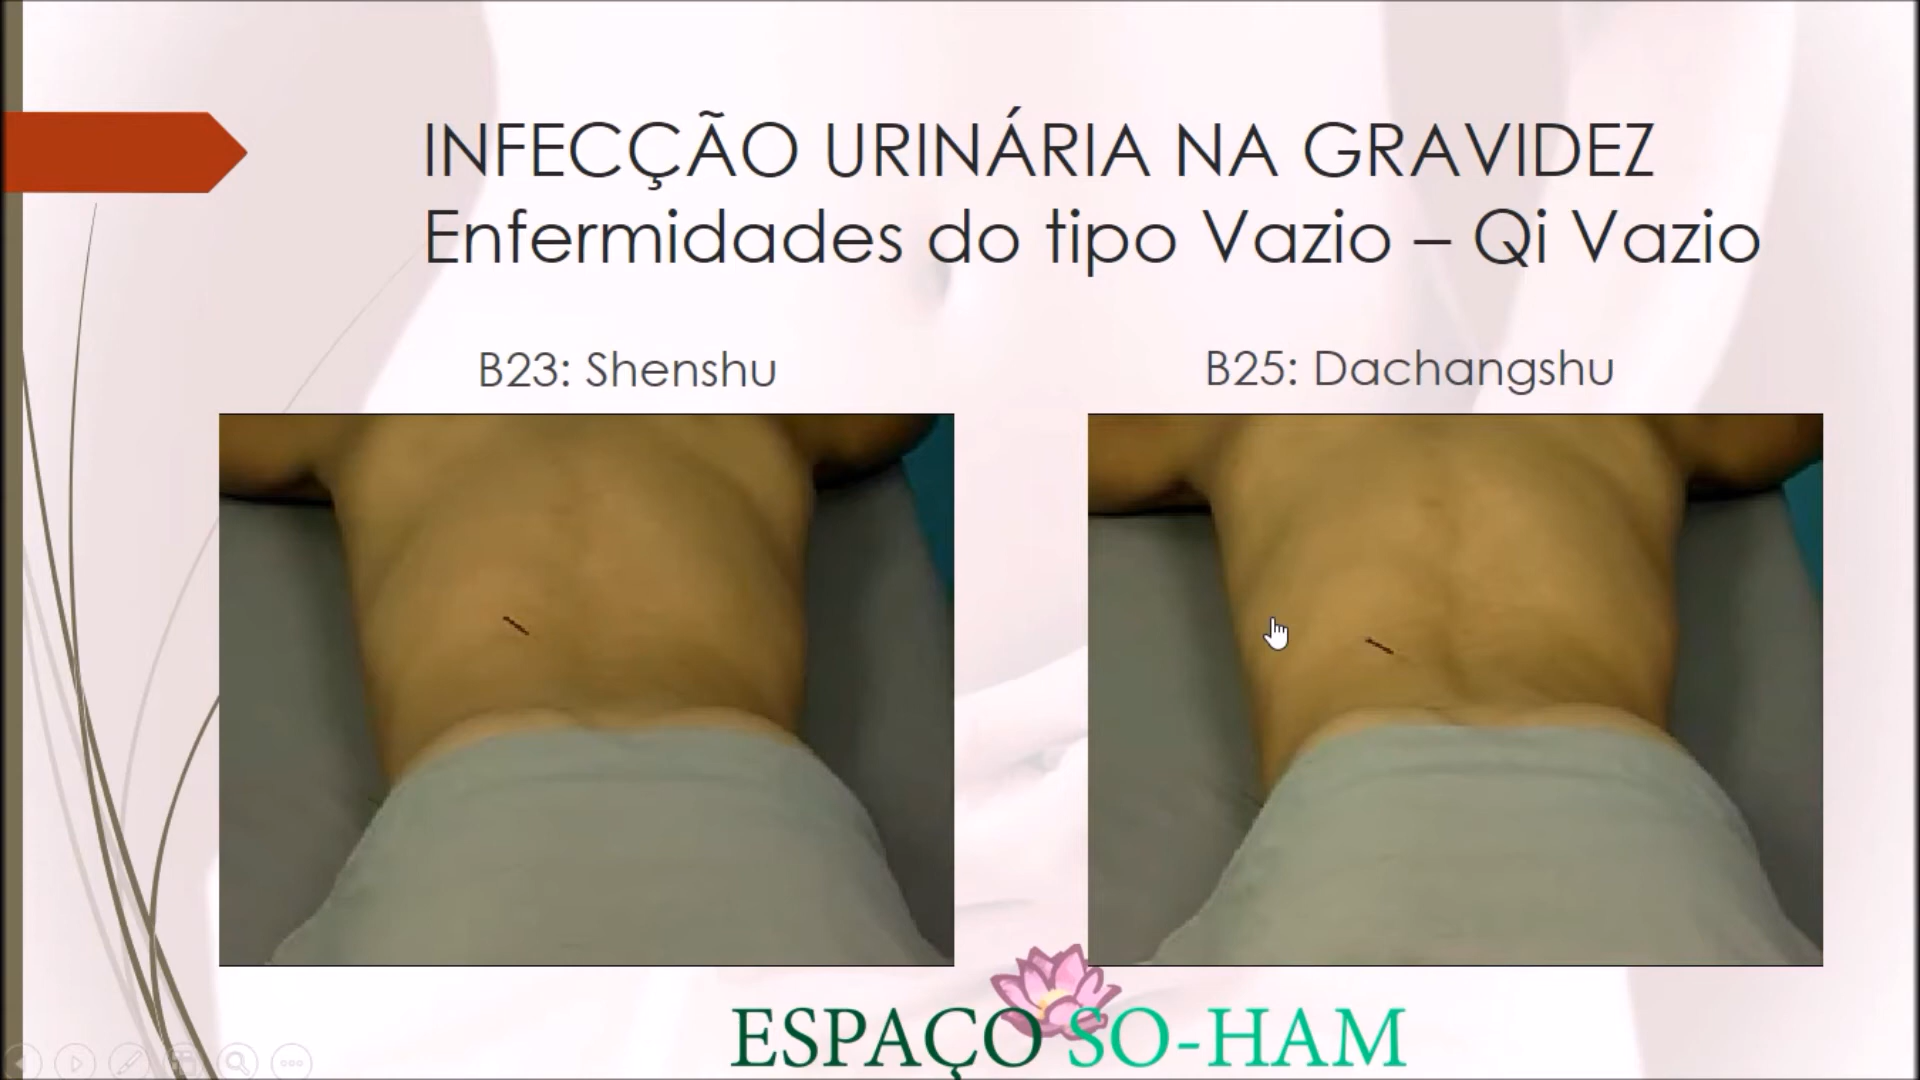 INFECÇÃO URINÁRIA NA GRAVIDEZ
Enfermidades do tipo Vazio – Qi Vazio
B23: Shenshu
B25: Dachangshu
ESPAÇO SO-HAM